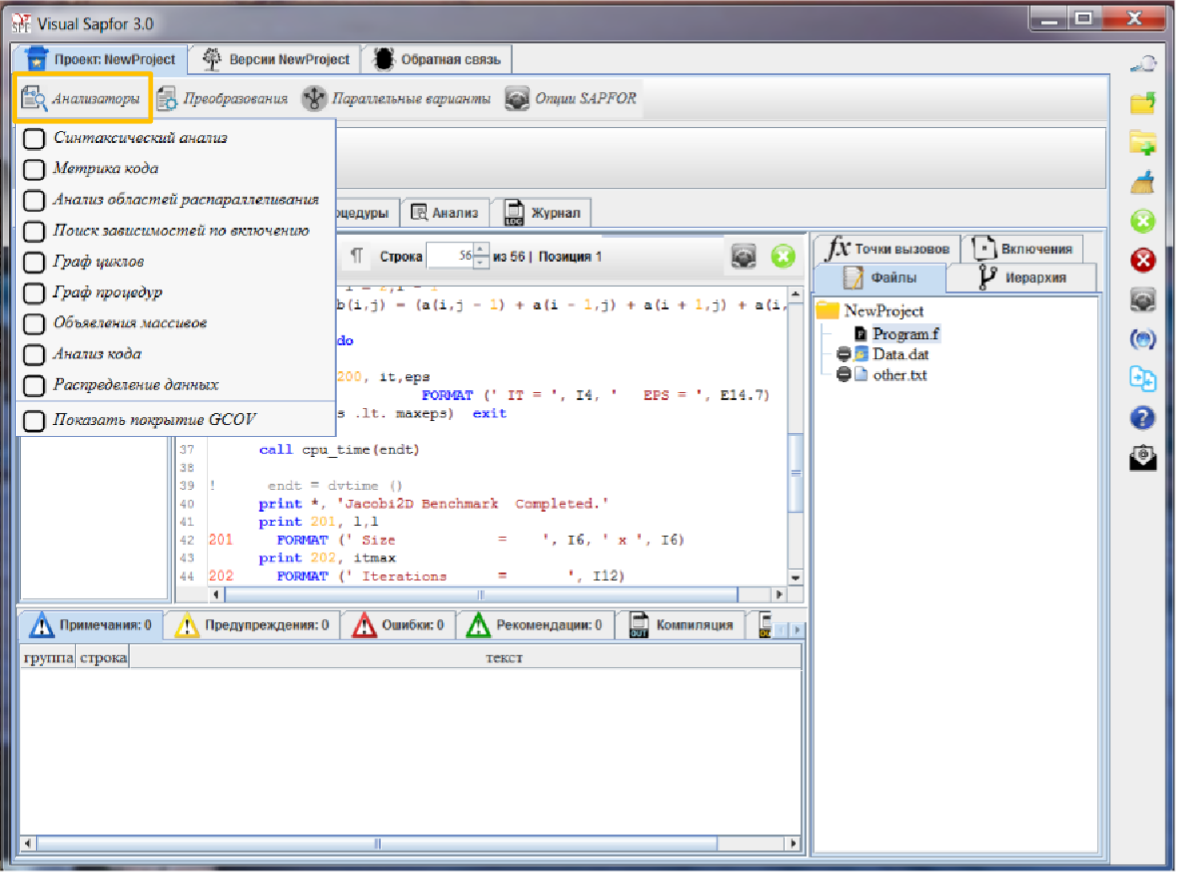 Visual Sapfor 3.0
Проект: NewProject Версии NewProject Обратная связь
Анализаторы Преобразования Параллельные варианты Опции SAPFOR
Синтаксический анализ
Метрика кода
Анализ областей распараллеливания
Поиск зависимостей по включению
Граф циклов
Граф процедур
Объявления массивов
Анализ кода
Распределение данных
Показать покрытие GCOV
Анализ Журнал
Строка 56 из 56 | Позиция 1
b(i,j) = (a(i,j - 1) + a(i - 1,j) + a(i + 1,j) + a(i,
do
200, it,eps
FORMAT (' IT = ', I4, ' EPS = ', E14.7)
.lt. maxeps) exit
37 call cpu_time(endt)
38
39 ! endt = dvtime ()
40 print *, 'Jacobi2D Benchmark Completed.'
41 print 201, l,l
42 201 FORMAT (' Size = ', I6, ' x ', I6)
43 print 202, itmax
44 202 FORMAT (' Iterations = ', I12)
Точки вызовов Включения
Файлы Иерархия
NewProject
Program.f
Data.dat
other.txt
Примечания: 0 Предупреждения: 0 Ошибки: 0 Рекомендации: 0 Компиляция
группа строка текст